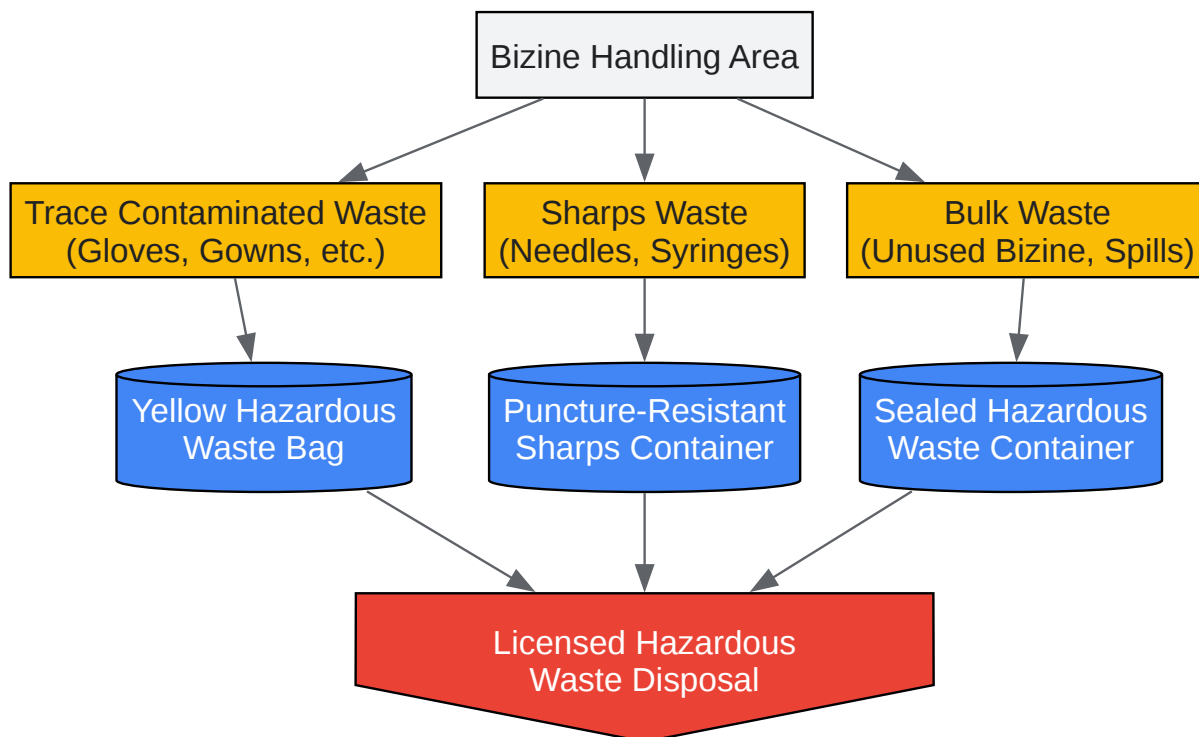 Bizine Handling Area
Trace Contaminated Waste
(Gloves, Gowns, etc.)
Sharps Waste
(Needles, Syringes)
Bulk Waste
(Unused Bizine, Spills)
Yellow Hazardous
Waste Bag
Puncture-Resistant
Sharps Container
Sealed Hazardous
Waste Container
Licensed Hazardous
Waste Disposal